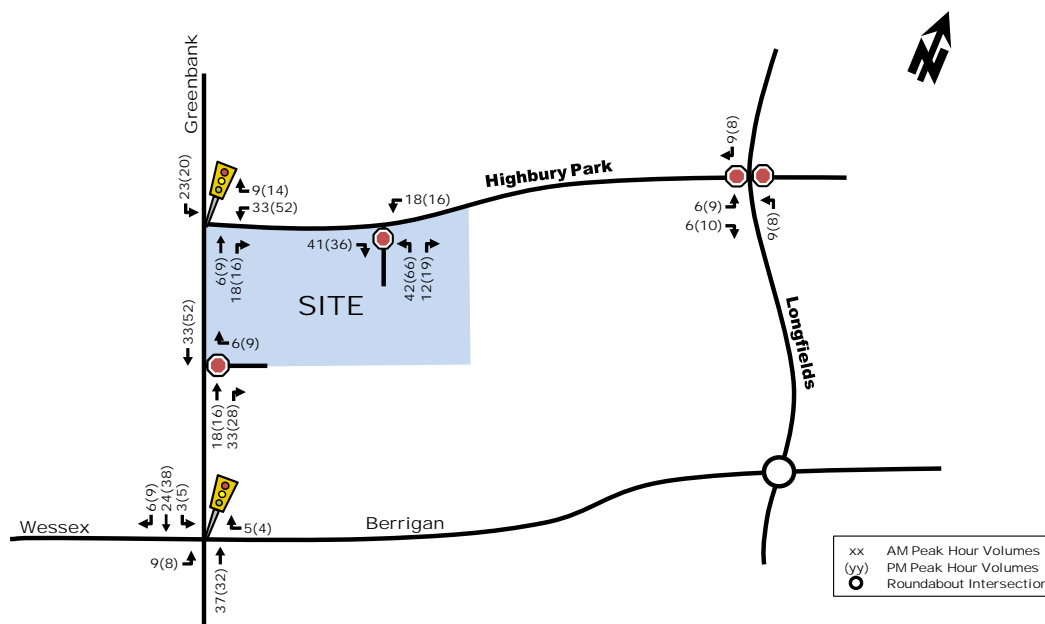 Greenbank
N
23(20)
9(14)
33(52)
18(16)
Highbury Park
9(8)
6(9)
6(10)
9(8)
6(9)
18(16)
41(36)
42(66)
12(19)
SITE
33(52)
6(9)
18(16)
33(28)
Longfields
6(9)
24(38)
3(5)
5(4)
Wessex
Berrigan
9(8)
37(32)
xx AM Peak Hour Volumes
(yy) PM Peak Hour Volumes
Roundabout Intersection